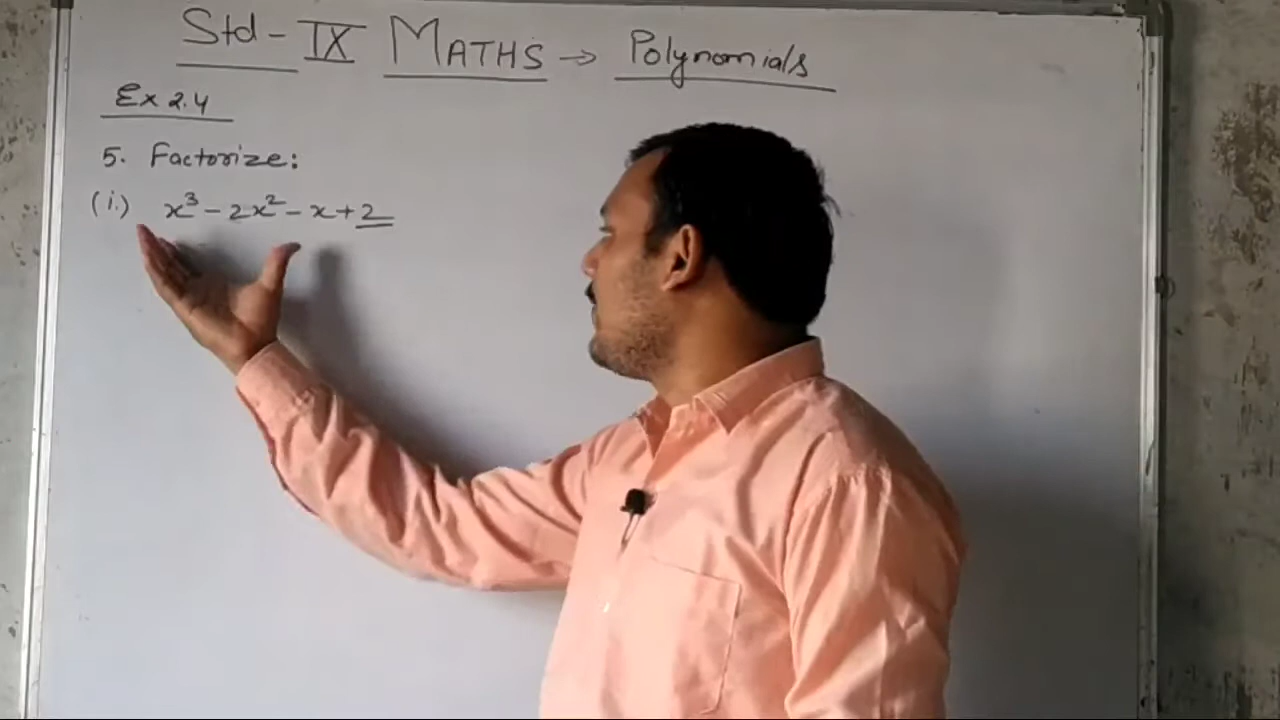 Std - IX MATHS → Polynomials
Ex 2.4
5. Factorize:
(i.) x³ - 2x² - x + 2